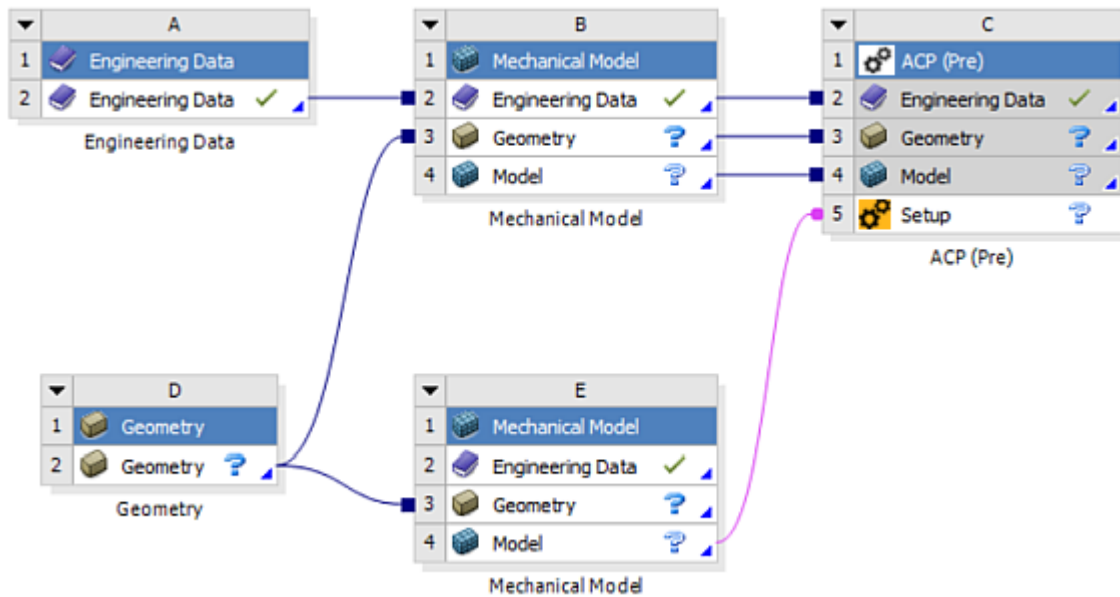 A
1 Engineering Data
2 Engineering Data
Engineering Data
B
1 Mechanical Model
2 Engineering Data
3 Geometry
4 Model
Mechanical Model
C
1 ACP (Pre)
2 Engineering Data
3 Geometry
4 Model
5 Setup
ACP (Pre)
D
1 Geometry
2 Geometry
Geometry
E
1 Mechanical Model
2 Engineering Data
3 Geometry
4 Model
Mechanical Model